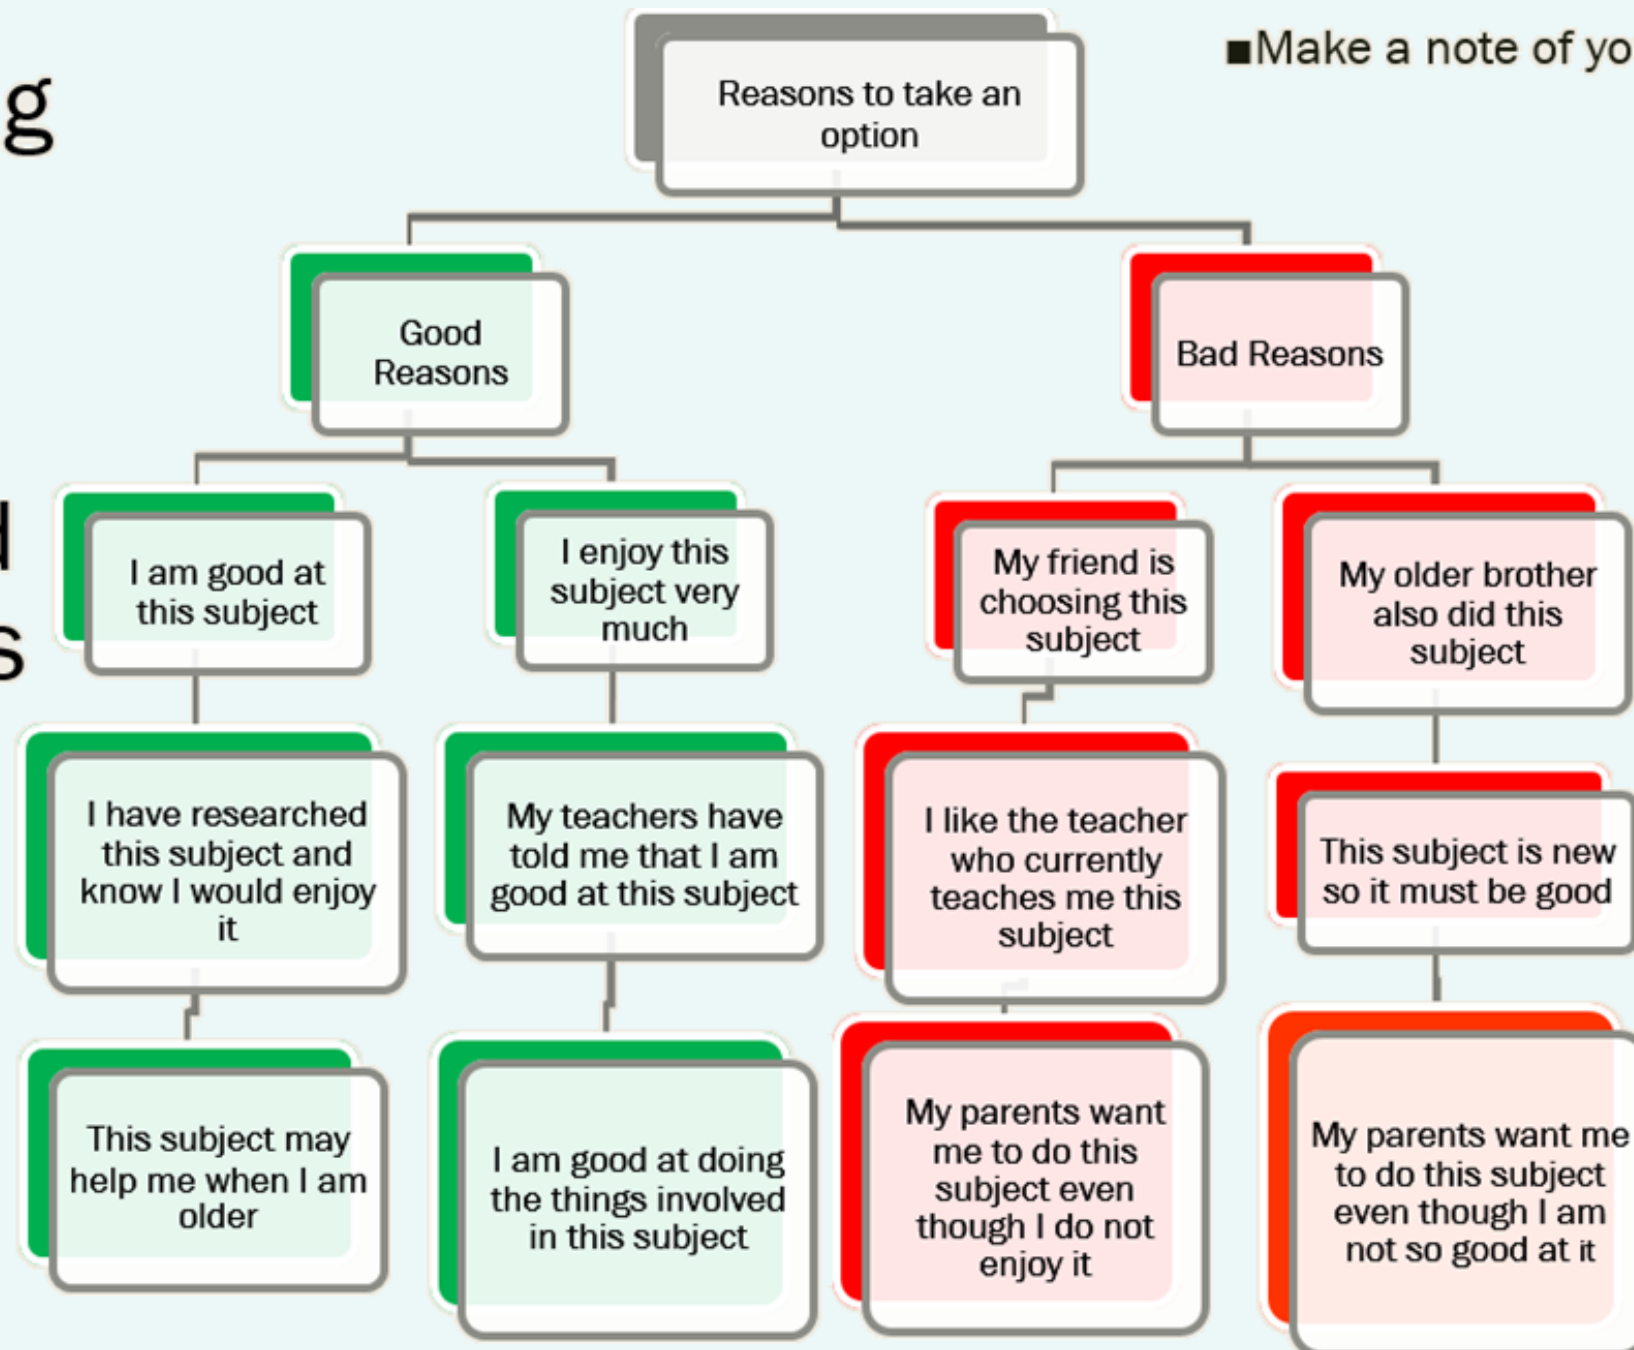 g
■Make a note of yo
Reasons to take an
option
Good
Reasons
Bad Reasons
d
s
I am good at
this subject
I enjoy this
subject very
much
My friend is
choosing this
subject
My older brother
also did this
subject
I have researched
this subject and
know I would enjoy
it
My teachers have
told me that I am
good at this subject
I like the teacher
who currently
teaches me this
subject
This subject is new
so it must be good
This subject may
help me when I am
older
I am good at doing
the things involved
in this subject
My parents want
me to do this
subject even
though I do not
enjoy it
My parents want me
to do this subject
even though I am
not so good at it